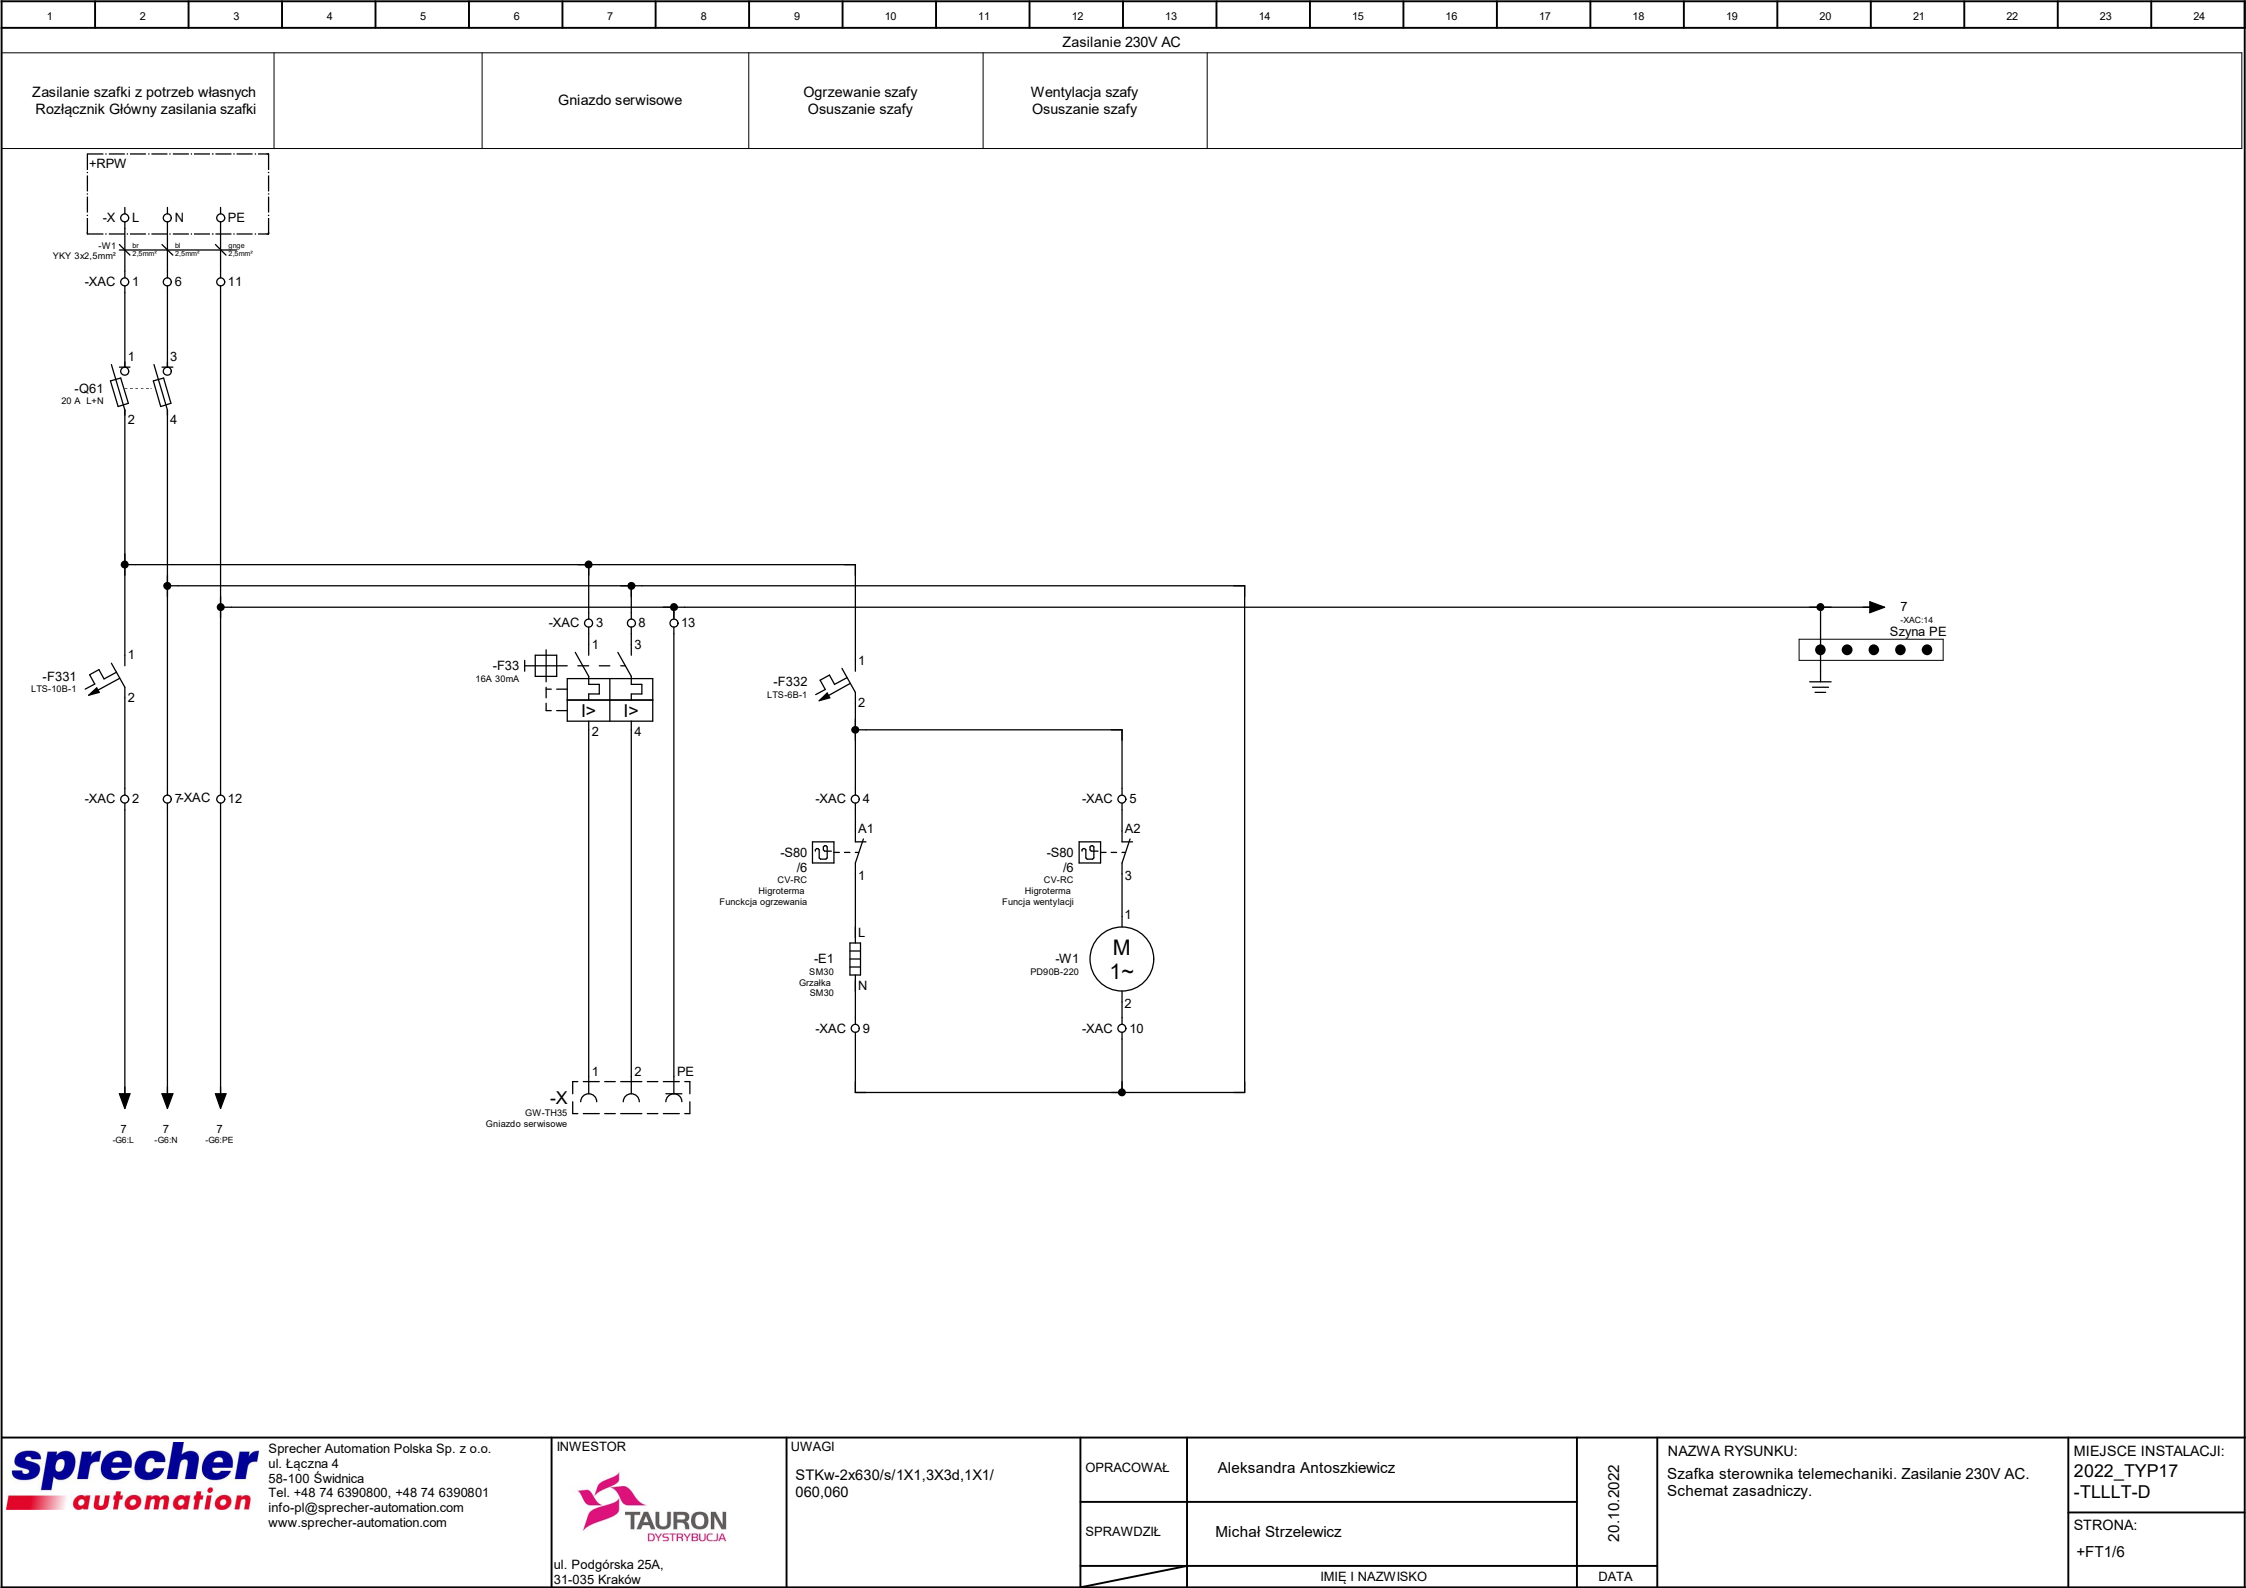 1 2 3 4 5 6 7 8 9 10 11 12 13 14 15 16 17 18 19 20 21 22 23 24
Zasilanie 230V AC
Zasilanie szafki z potrzeb własnych
Rozłącznik Główny zasilania szafki
Gniazdo serwisowe
Ogrzewanie szafy
Osuszanie szafy
Wentylacja szafy
Osuszanie szafy
+RPW
-X L N PE
-W1 br bl gnge
YKY 3x2,5mm² 2,5mm² 2,5mm² 2,5mm²
-XAC 1 6 11
1 3
-Q61
20 A L+N
2 4
7
-XAC:14
Szyna PE
-XAC 3 8 13
1 3
-F33
16A 30mA
I> I>
2 4
1
-F331
LTS-10B-1
2
1
-F332
LTS-6B-1
2
-XAC 2 7 -XAC 12
-XAC 4
-XAC 5
A1
-S80
/6
CV-RC
Higroterma
Funckcja ogrzewania
1
A2
-S80
/6
CV-RC
Higroterma
Funcja wentylacji
3
L
-E1
SM30
Grzałka
SM30
N
1
M
1~
-W1
PD90B-220
2
-XAC 9
-XAC 10
1 2 PE
-X
GW-TH35
Gniazdo serwisowe
7 7 7
-G6:L -G6:N -G6:PE
sprecher
automation
Sprecher Automation Polska Sp. z o.o.
ul. Łączna 4
58-100 Świdnica
Tel. +48 74 6390800, +48 74 6390801
info-pl@sprecher-automation.com
www.sprecher-automation.com
INWESTOR
TAURON
DYSTRYBUCJA
ul. Podgórska 25A,
31-035 Kraków
UWAGI
STKw-2x630/s/1X1,3X3d,1X1/
060,060
OPRACOWAŁ Aleksandra Antoszkiewicz
SPRAWDZIŁ Michał Strzelewicz
IMIĘ I NAZWISKO
20.10.2022
DATA
NAZWA RYSUNKU:
Szafka sterownika telemechaniki. Zasilanie 230V AC.
Schemat zasadniczy.
MIEJSCE INSTALACJI:
2022_TYP17
-TLLLT-D
STRONA:
+FT1/6